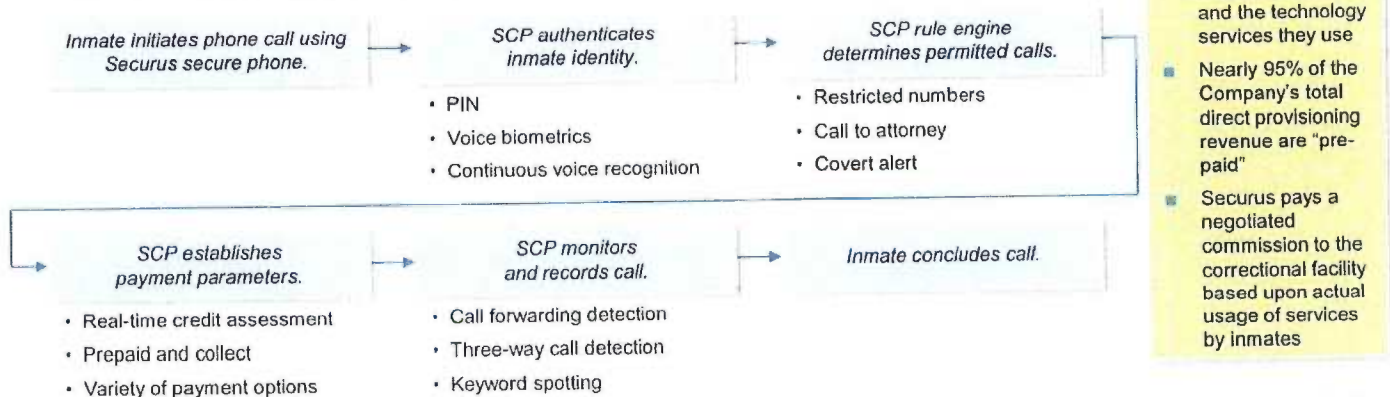 Inmate initiates phone call using
Securus secure phone.
SCP authenticates
inmate identity.
• PIN
• Voice biometrics
• Continuous voice recognition
SCP rule engine
determines permitted calls.
• Restricted numbers
• Call to attorney
• Covert alert
SCP establishes
payment parameters.
• Real-time credit assessment
• Prepaid and collect
• Variety of payment options
SCP monitors
and records call.
• Call forwarding detection
• Three-way call detection
• Keyword spotting
Inmate concludes call.
and the technology
services they use
■ Nearly 95% of the
Company's total
direct provisioning
revenue are "pre-
paid"
■ Securus pays a
negotiated
commission to the
correctional facility
based upon actual
usage of services
by inmates